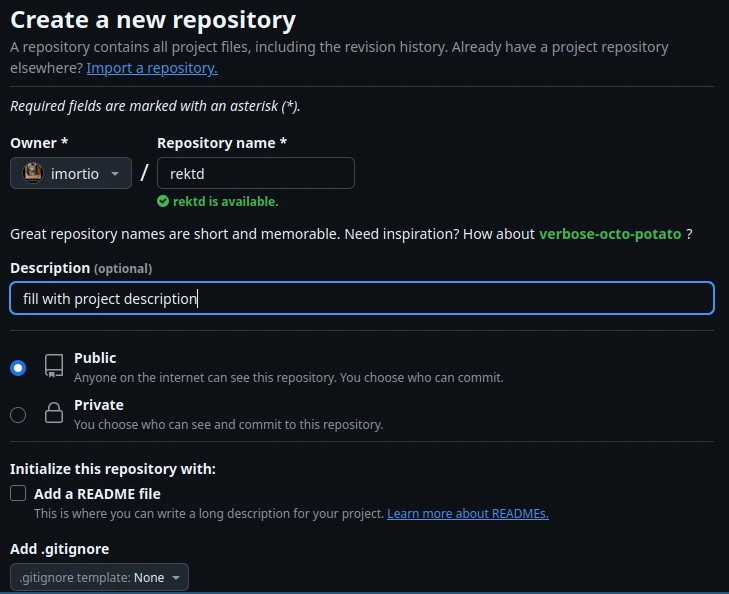 Create a new repository
A repository contains all project files, including the revision history. Already have a project repository
elsewhere? Import a repository.
Required fields are marked with an asterisk (*).
Owner * Repository name *
imortio / rektd
rektd is available.
Great repository names are short and memorable. Need inspiration? How about verbose-octo-potato ?
Description (optional)
fill with project description
Public
Anyone on the internet can see this repository. You choose who can commit.
Private
You choose who can see and commit to this repository.
Initialize this repository with:
Add a README file
This is where you can write a long description for your project. Learn more about READMEs.
Add .gitignore
.gitignore template: None